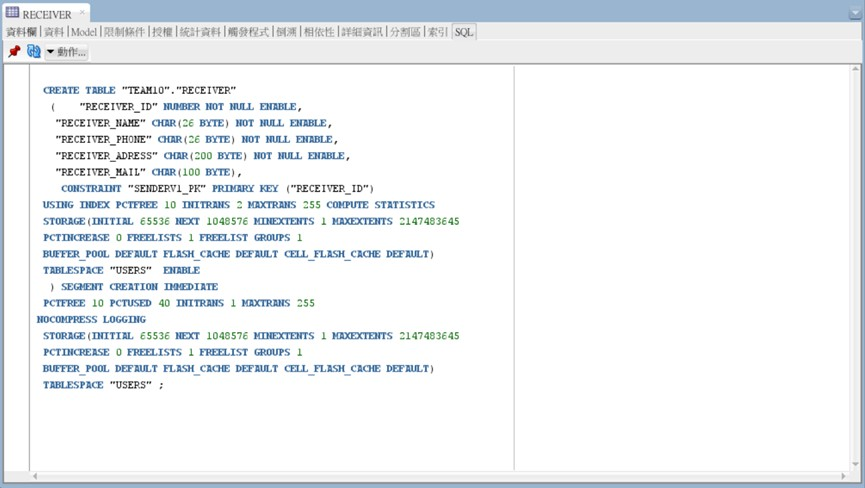 RECEIVER
資料欄 | 資料 | Model | 限制條件 | 授權 | 統計資料 | 觸發程式 | 倒溯 | 相依性 | 詳細資訊 | 分割區 | 索引 | SQL
動作...
CREATE TABLE "TEAM10"."RECEIVER"
( "RECEIVER_ID" NUMBER NOT NULL ENABLE,
"RECEIVER_NAME" CHAR(26 BYTE) NOT NULL ENABLE,
"RECEIVER_PHONE" CHAR(26 BYTE) NOT NULL ENABLE,
"RECEIVER_ADRESS" CHAR(200 BYTE) NOT NULL ENABLE,
"RECEIVER_MAIL" CHAR(100 BYTE),
CONSTRAINT "SENDERV1_PK" PRIMARY KEY ("RECEIVER_ID")
USING INDEX PCTFREE 10 INITRANS 2 MAXTRANS 255 COMPUTE STATISTICS
STORAGE(INITIAL 65536 NEXT 1048576 MINEXTENTS 1 MAXEXTENTS 2147483645
PCTINCREASE 0 FREELISTS 1 FREELIST GROUPS 1
BUFFER_POOL DEFAULT FLASH_CACHE DEFAULT CELL_FLASH_CACHE DEFAULT)
TABLESPACE "USERS" ENABLE
) SEGMENT CREATION IMMEDIATE
PCTFREE 10 PCTUSED 40 INITRANS 1 MAXTRANS 255
NOCOMPRESS LOGGING
STORAGE(INITIAL 65536 NEXT 1048576 MINEXTENTS 1 MAXEXTENTS 2147483645
PCTINCREASE 0 FREELISTS 1 FREELIST GROUPS 1
BUFFER_POOL DEFAULT FLASH_CACHE DEFAULT CELL_FLASH_CACHE DEFAULT)
TABLESPACE "USERS" ;